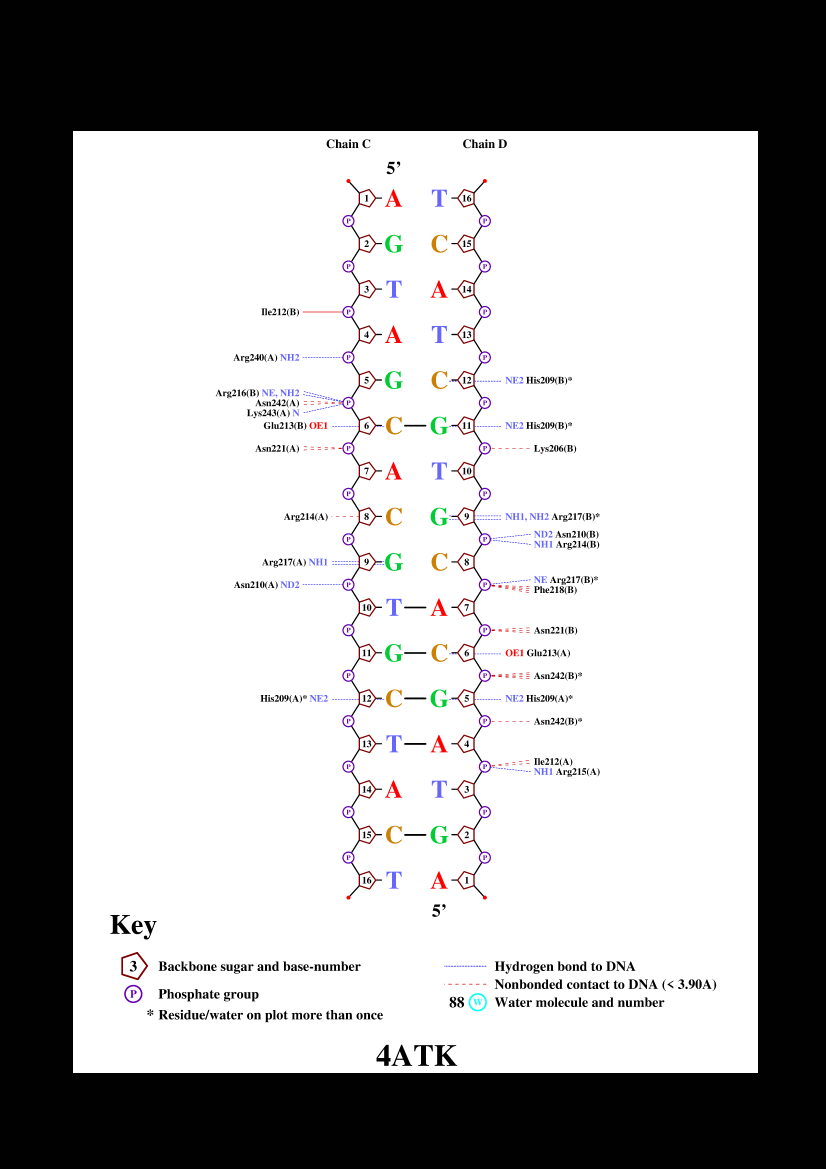 Chain C Chain D
5’
1 A T 16
P P
2 G C 15
P P
3 T A 14
Ile212(B) P P
4 A T 13
Arg240(A) NH2 P P
5 G C 12 NE2 His209(B)*
Arg216(B) NE, NH2
Asn242(A) P P
Lys243(A) N
Glu213(B) OE1 6 C G 11 NE2 His209(B)*
Asn221(A) P P Lys206(B)
7 A T 10
P P
Arg214(A) 8 C G 9 NH1, NH2 Arg217(B)*
P P ND2 Asn210(B)
NH1 Arg214(B)
Arg217(A) NH1 9 G C 8
Asn210(A) ND2 P P NE Arg217(B)*
Phe218(B)
10 T A 7
P P Asn221(B)
11 G C 6 OE1 Glu213(A)
P P Asn242(B)*
His209(A)* NE2 12 C G 5 NE2 His209(A)*
P P Asn242(B)*
13 T A 4
P P Ile212(A)
NH1 Arg215(A)
14 A T 3
P P
15 C G 2
P P
16 T A 1
5’
Key
3 Backbone sugar and base-number
P Phosphate group
* Residue/water on plot more than once
Hydrogen bond to DNA
Nonbonded contact to DNA (< 3.90A)
88 W Water molecule and number
4ATK